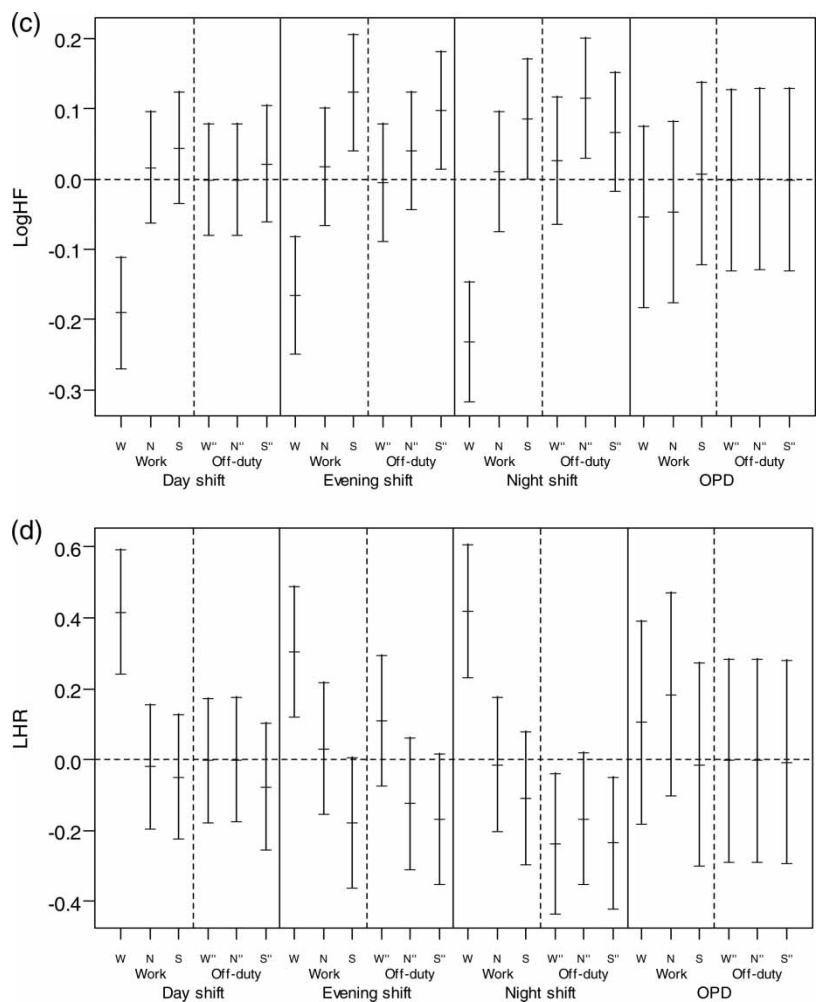 (c)
0.2
0.1
0.0
-0.1
-0.2
-0.3
LogHF
W N S W'' N'' S'' W N S W'' N'' S'' W N S W'' N'' S'' W N S W'' N'' S''
Work Off-duty Work Off-duty Work Off-duty Work Off-duty
Day shift Evening shift Night shift OPD
(d)
0.6
0.4
0.2
0.0
-0.2
-0.4
LHR
W N S W'' N'' S'' W N S W'' N'' S'' W N S W'' N'' S'' W N S W'' N'' S''
Work Off-duty Work Off-duty Work Off-duty Work Off-duty
Day shift Evening shift Night shift OPD